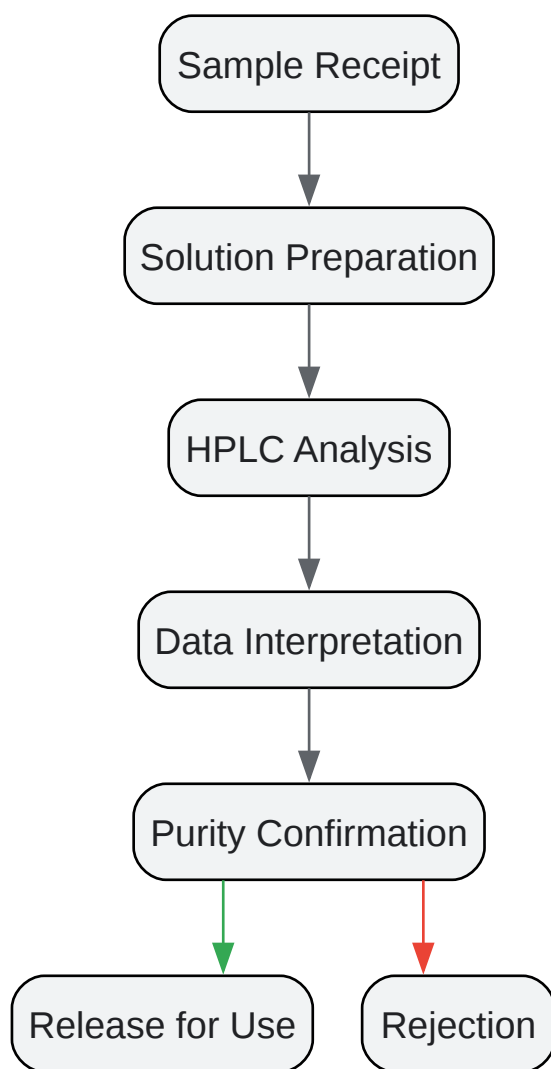 Sample Receipt
Solution Preparation
HPLC Analysis
Data Interpretation
Purity Confirmation
Release for Use
Rejection